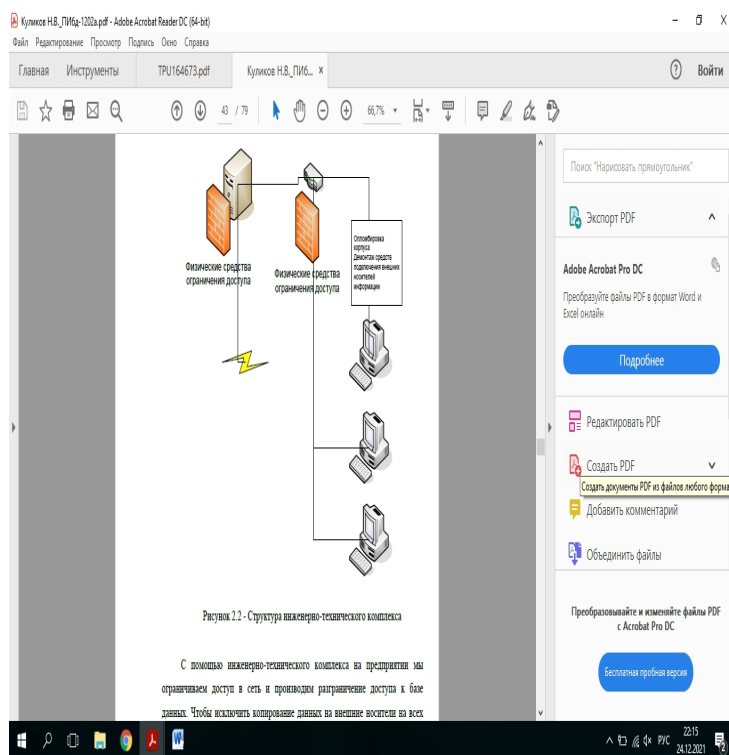 Куликов Н.В._ПИбд-1202а.pdf - Adobe Acrobat Reader DC (64-bit)
Файл Редактирование Просмотр Подпись Окно Справка
Главная Инструменты TPU164673.pdf Куликов Н.В._ПИб... × Войти
43 / 79 66,7%
Поиск "Нарисовать прямоугольник"
Экспорт PDF
Adobe Acrobat Pro DC
Преобразуйте файлы PDF в формат Word и
Excel онлайн
Подробнее
Редактировать PDF
Создать PDF
Создать документы PDF из файлов любого форма
Добавить комментарий
Объединить файлы
Преобразовывайте и изменяйте файлы PDF
с Acrobat Pro DC
Бесплатная пробная версия
Физические средства
ограничения доступа
Физические средства
ограничения доступа
Опломбировка
корпуса
Демонтаж средств
подключения внешних
носителей
информации
Рисунок 2.2 - Структура инженерно-технического комплекса
С помощью инженерно-технического комплекса на предприятии мы
ограничиваем доступ в сеть и производим разграничение доступа к базе
данных. Чтобы исключить копирование данных на внешние носители на всех
РУС
22:15
24.12.2021
2